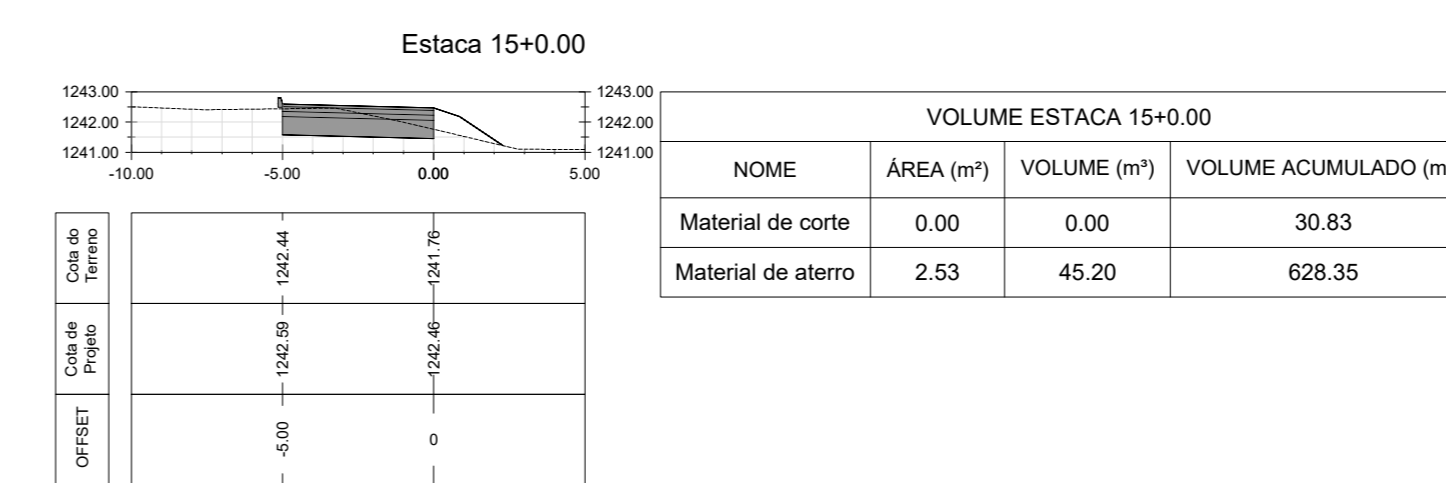 Estaca 15+0.00
1243.00
1242.00
1241.00
1243.00
1242.00
1241.00
-10.00 -5.00 0.00 5.00
Cota do
Terreno
1242.44
1241.76
Cota de
Projeto
1242.59
1242.46
OFFSET
-5.00
0
VOLUME ESTACA 15+0.00
NOME ÁREA (m²) VOLUME (m³) VOLUME ACUMULADO (m
Material de corte 0.00 0.00 30.83
Material de aterro 2.53 45.20 628.35